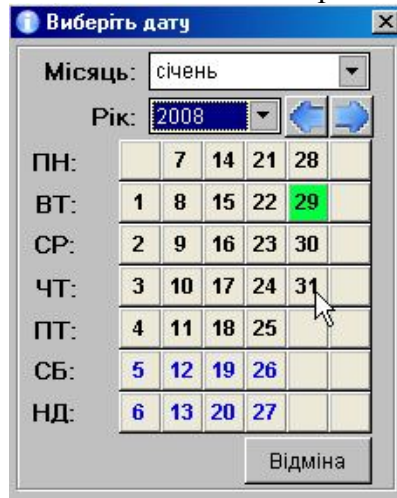 Виберіть дату
Місяць: січень
Рік: 2008
ПН: 7 14 21 28
ВТ: 1 8 15 22 29
СР: 2 9 16 23 30
ЧТ: 3 10 17 24 31
ПТ: 4 11 18 25
СБ: 5 12 19 26
НД: 6 13 20 27
Відміна